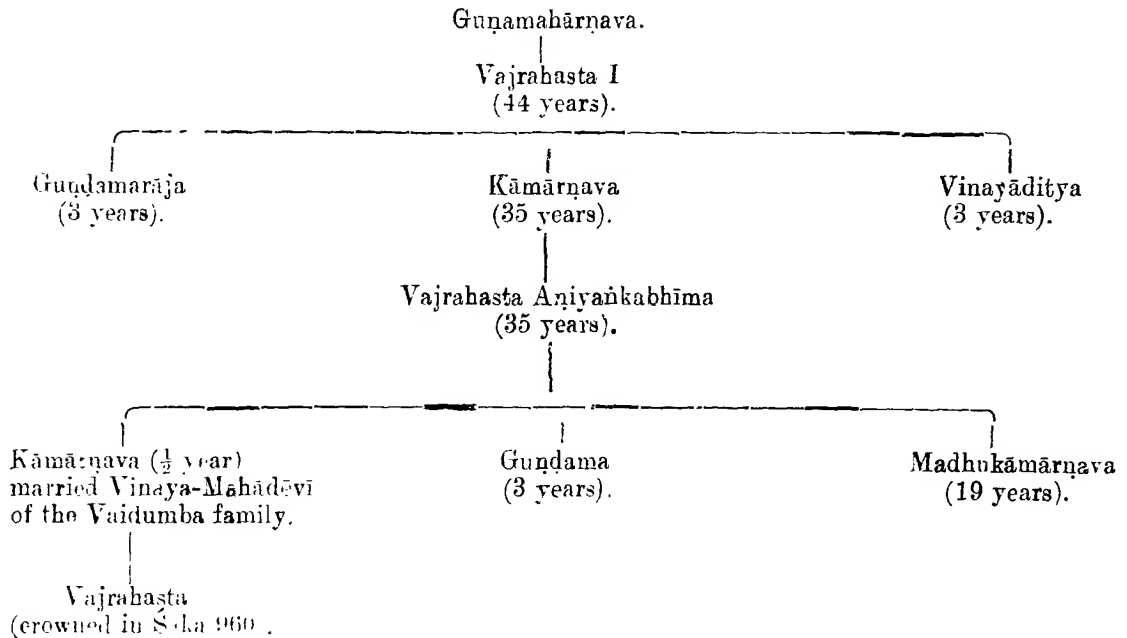 Guṇamahārṇava.
Vajrahasta I
(44 years).
Guṇḍamarāja
(3 years).
Kāmārṇava
(35 years).
Vinayāditya
(3 years).
Vajrahasta Aṇiyaṅkabhīma
(35 years).
Kāmārṇava (½ year)
married Vinaya-Mahādēvī
of the Vaidumba family.
Guṇḍama
(3 years).
Madhukāmārṇava
(19 years).
Vajrahasta
(crowned in Śaka 960.